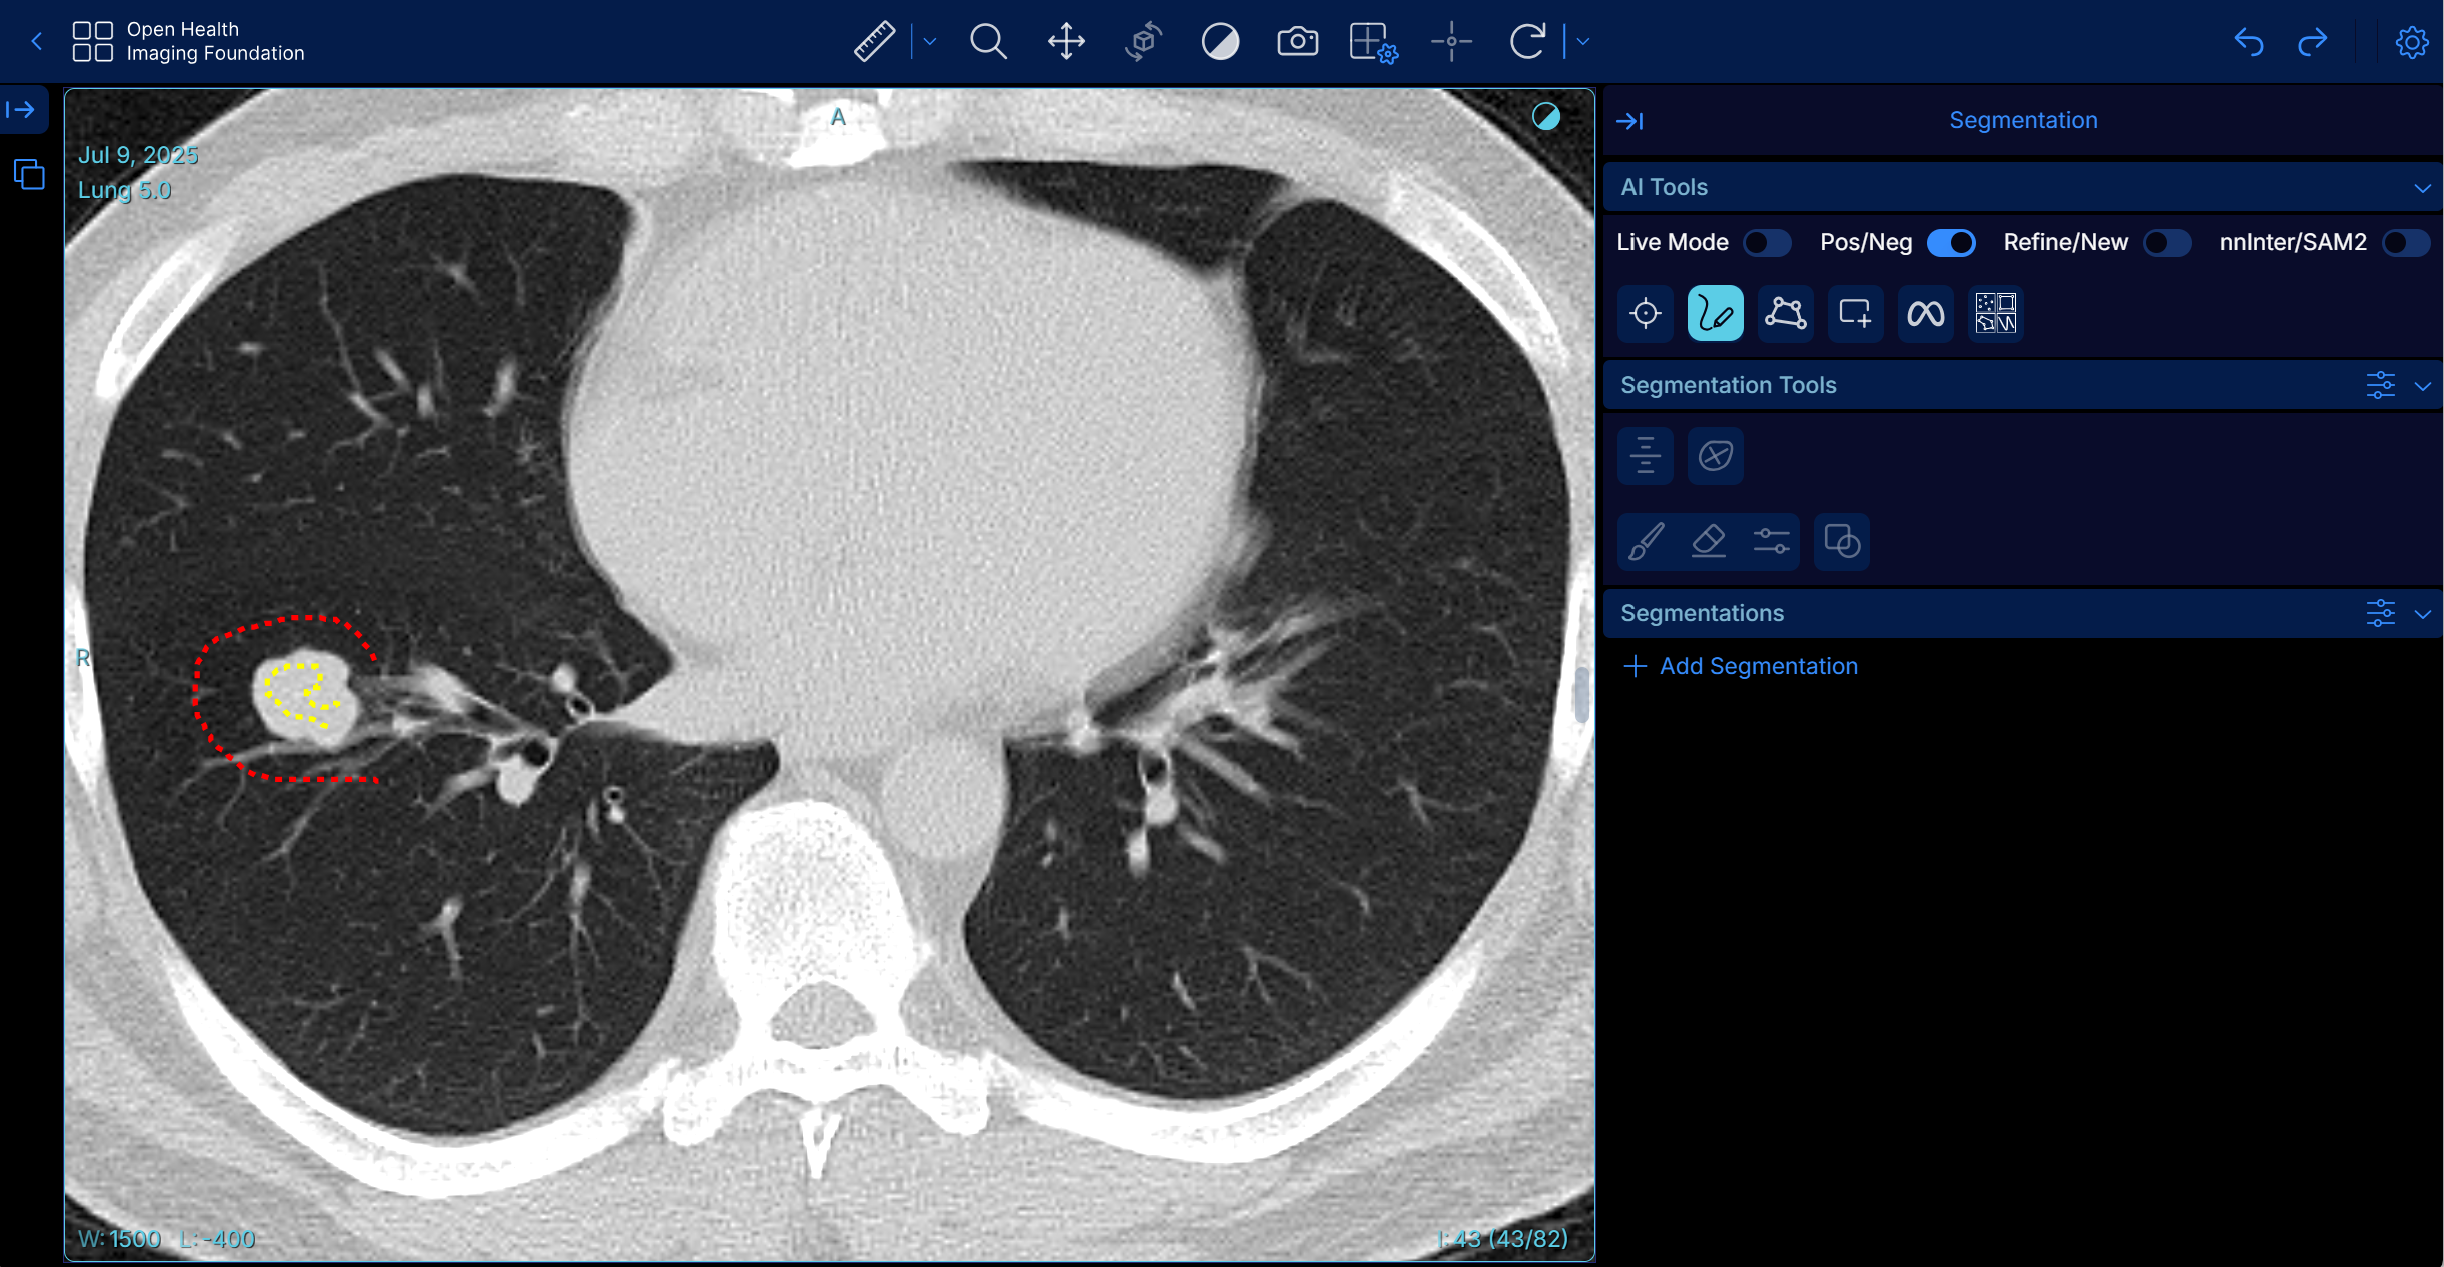 Open Health
Imaging Foundation
A
Jul 9, 2025
Lung 5.0
R
W: 1500 L: -400
I: 43 (43/82)
Segmentation
AI Tools
Live Mode
Pos/Neg
Refine/New
nnInter/SAM2
Segmentation Tools
Segmentations
Add Segmentation